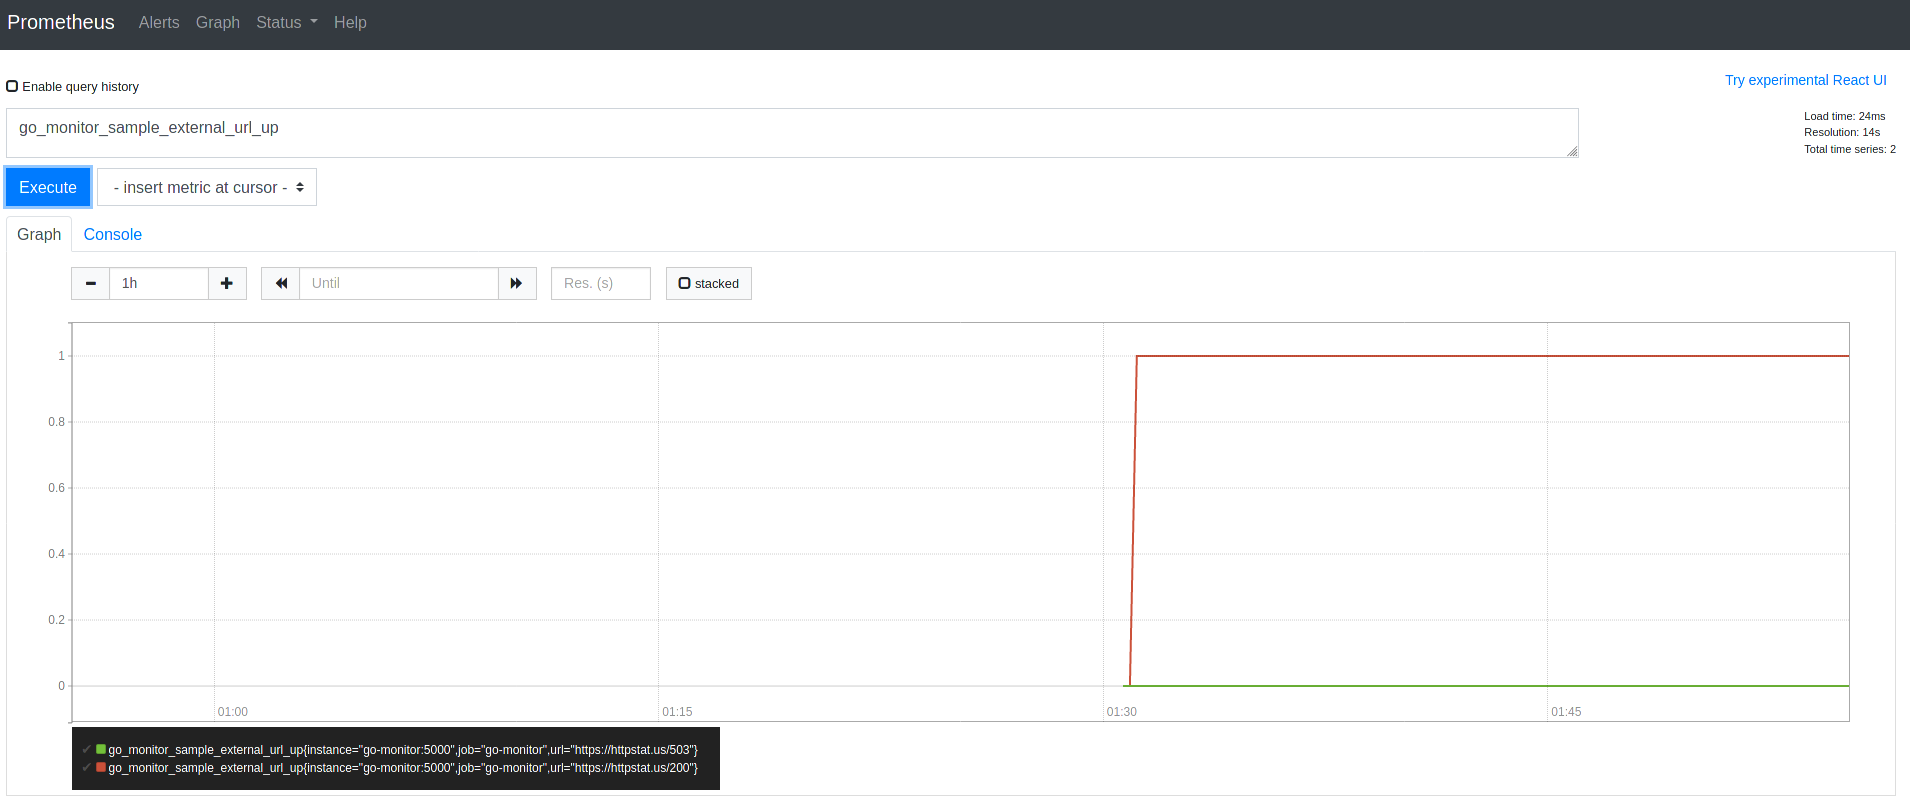 Prometheus Alerts Graph Status Help
Enable query history
Try experimental React UI
go_monitor_sample_external_url_up
Load time: 24ms
Resolution: 14s
Total time series: 2
Execute - insert metric at cursor -
Graph Console
1h Until Res. (s) stacked
1
0.8
0.6
0.4
0.2
0
01:00 01:15 01:30 01:45
go_monitor_sample_external_url_up{instance="go-monitor:5000",job="go-monitor",url="https://httpstat.us/503"}
go_monitor_sample_external_url_up{instance="go-monitor:5000",job="go-monitor",url="https://httpstat.us/200"}